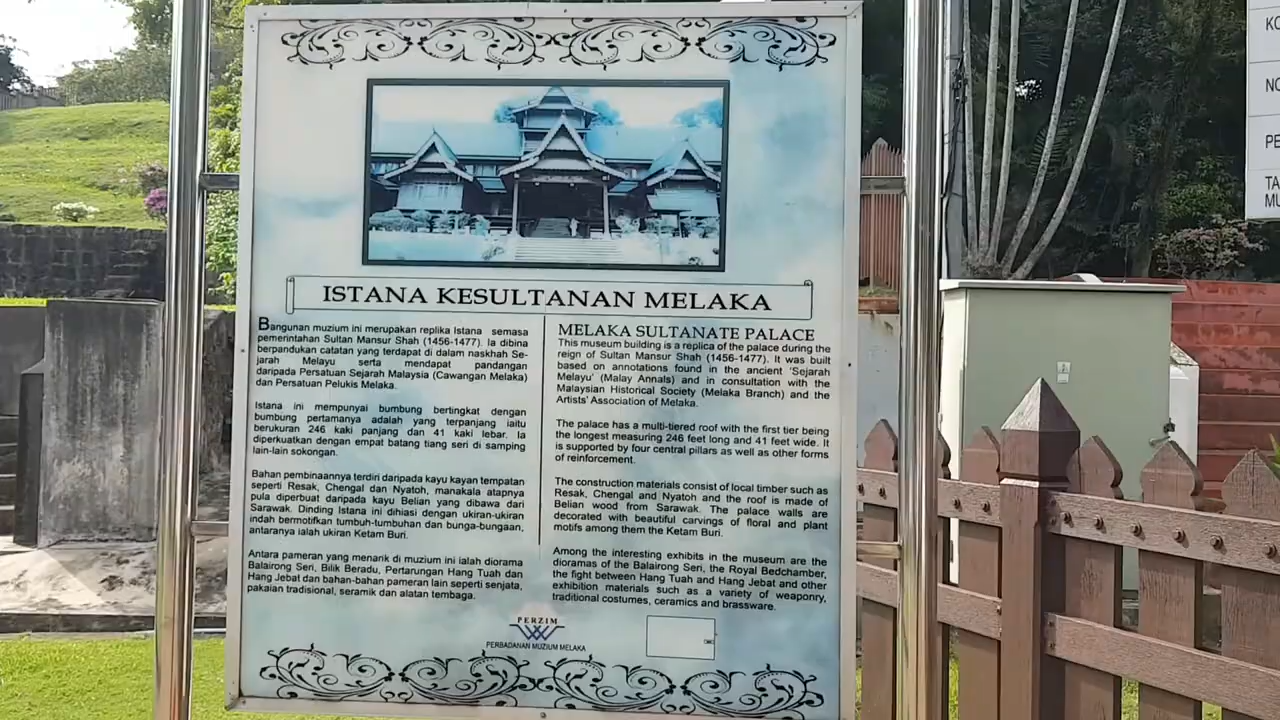 ISTANA KESULTANAN MELAKA
Bangunan muzium ini merupakan replika Istana semasa
pemerintahan Sultan Mansur Shah (1456-1477). Ia dibina
berpandukan catatan yang terdapat di dalam naskhah Se-
jarah Melayu serta mendapat pandangan
daripada Persatuan Sejarah Malaysia (Cawangan Melaka)
dan Persatuan Pelukis Melaka.
Istana ini mempunyai bumbung bertingkat dengan
bumbung pertamanya adalah yang terpanjang iaitu
berukuran 246 kaki panjang dan 41 kaki lebar. Ia
diperkuatkan dengan empat batang tiang seri di samping
lain-lain sokongan.
Bahan pembinaannya terdiri daripada kayu kayan tempatan
seperti Resak, Chengal dan Nyatoh, manakala atapnya
pula diperbuat daripada kayu Belian yang dibawa dari
Sarawak. Dinding Istana ini dihiasi dengan ukiran-ukiran
indah bermotifkan tumbuh-tumbuhan dan bunga-bungaan,
antaranya ialah ukiran Ketam Buri.
Antara pameran yang menarik di muzium ini ialah diorama
Balairong Seri, Bilik Beradu, Pertarungan Hang Tuah dan
Hang Jebat dan bahan-bahan pameran lain seperti senjata,
pakaian tradisional, seramik dan alatan tembaga.
MELAKA SULTANATE PALACE
This museum building is a replica of the palace during the
reign of Sultan Mansur Shah (1456-1477). It was built
based on annotations found in the ancient 'Sejarah
Melayu' (Malay Annals) and in consultation with the
Malaysian Historical Society (Melaka Branch) and the
Artists' Association of Melaka.
The palace has a multi-tiered roof with the first tier being
the longest measuring 246 feet long and 41 feet wide. It
is supported by four central pillars as well as other forms
of reinforcement.
The construction materials consist of local timber such as
Resak, Chengal and Nyatoh and the roof is made of
Belian wood from Sarawak. The palace walls are
decorated with beautiful carvings of floral and plant
motifs among them the Ketam Buri.
Among the interesting exhibits in the museum are the
dioramas of the Balairong Seri, the Royal Bedchamber,
the fight between Hang Tuah and Hang Jebat and other
exhibition materials such as a variety of weaponry,
traditional costumes, ceramics and brassware.
PERZIM
PERBADANAN MUZIUM MELAKA
KO
NO
PE
TA
MU